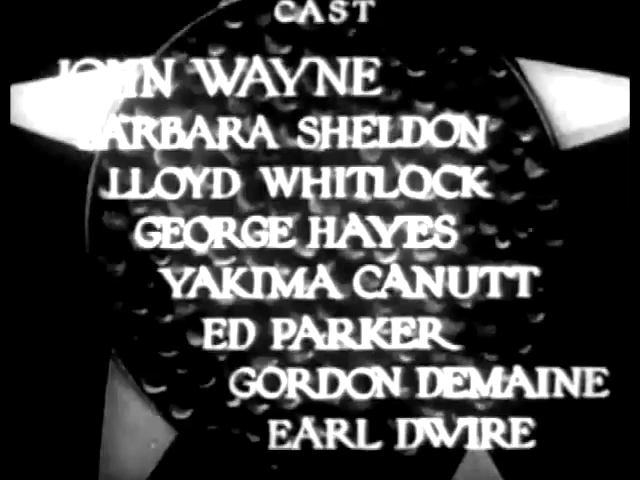 CAST
JOHN WAYNE
BARBARA SHELDON
LLOYD WHITLOCK
GEORGE HAYES
YAKIMA CANUTT
ED PARKER
GORDON DEMAINE
EARL DWIRE